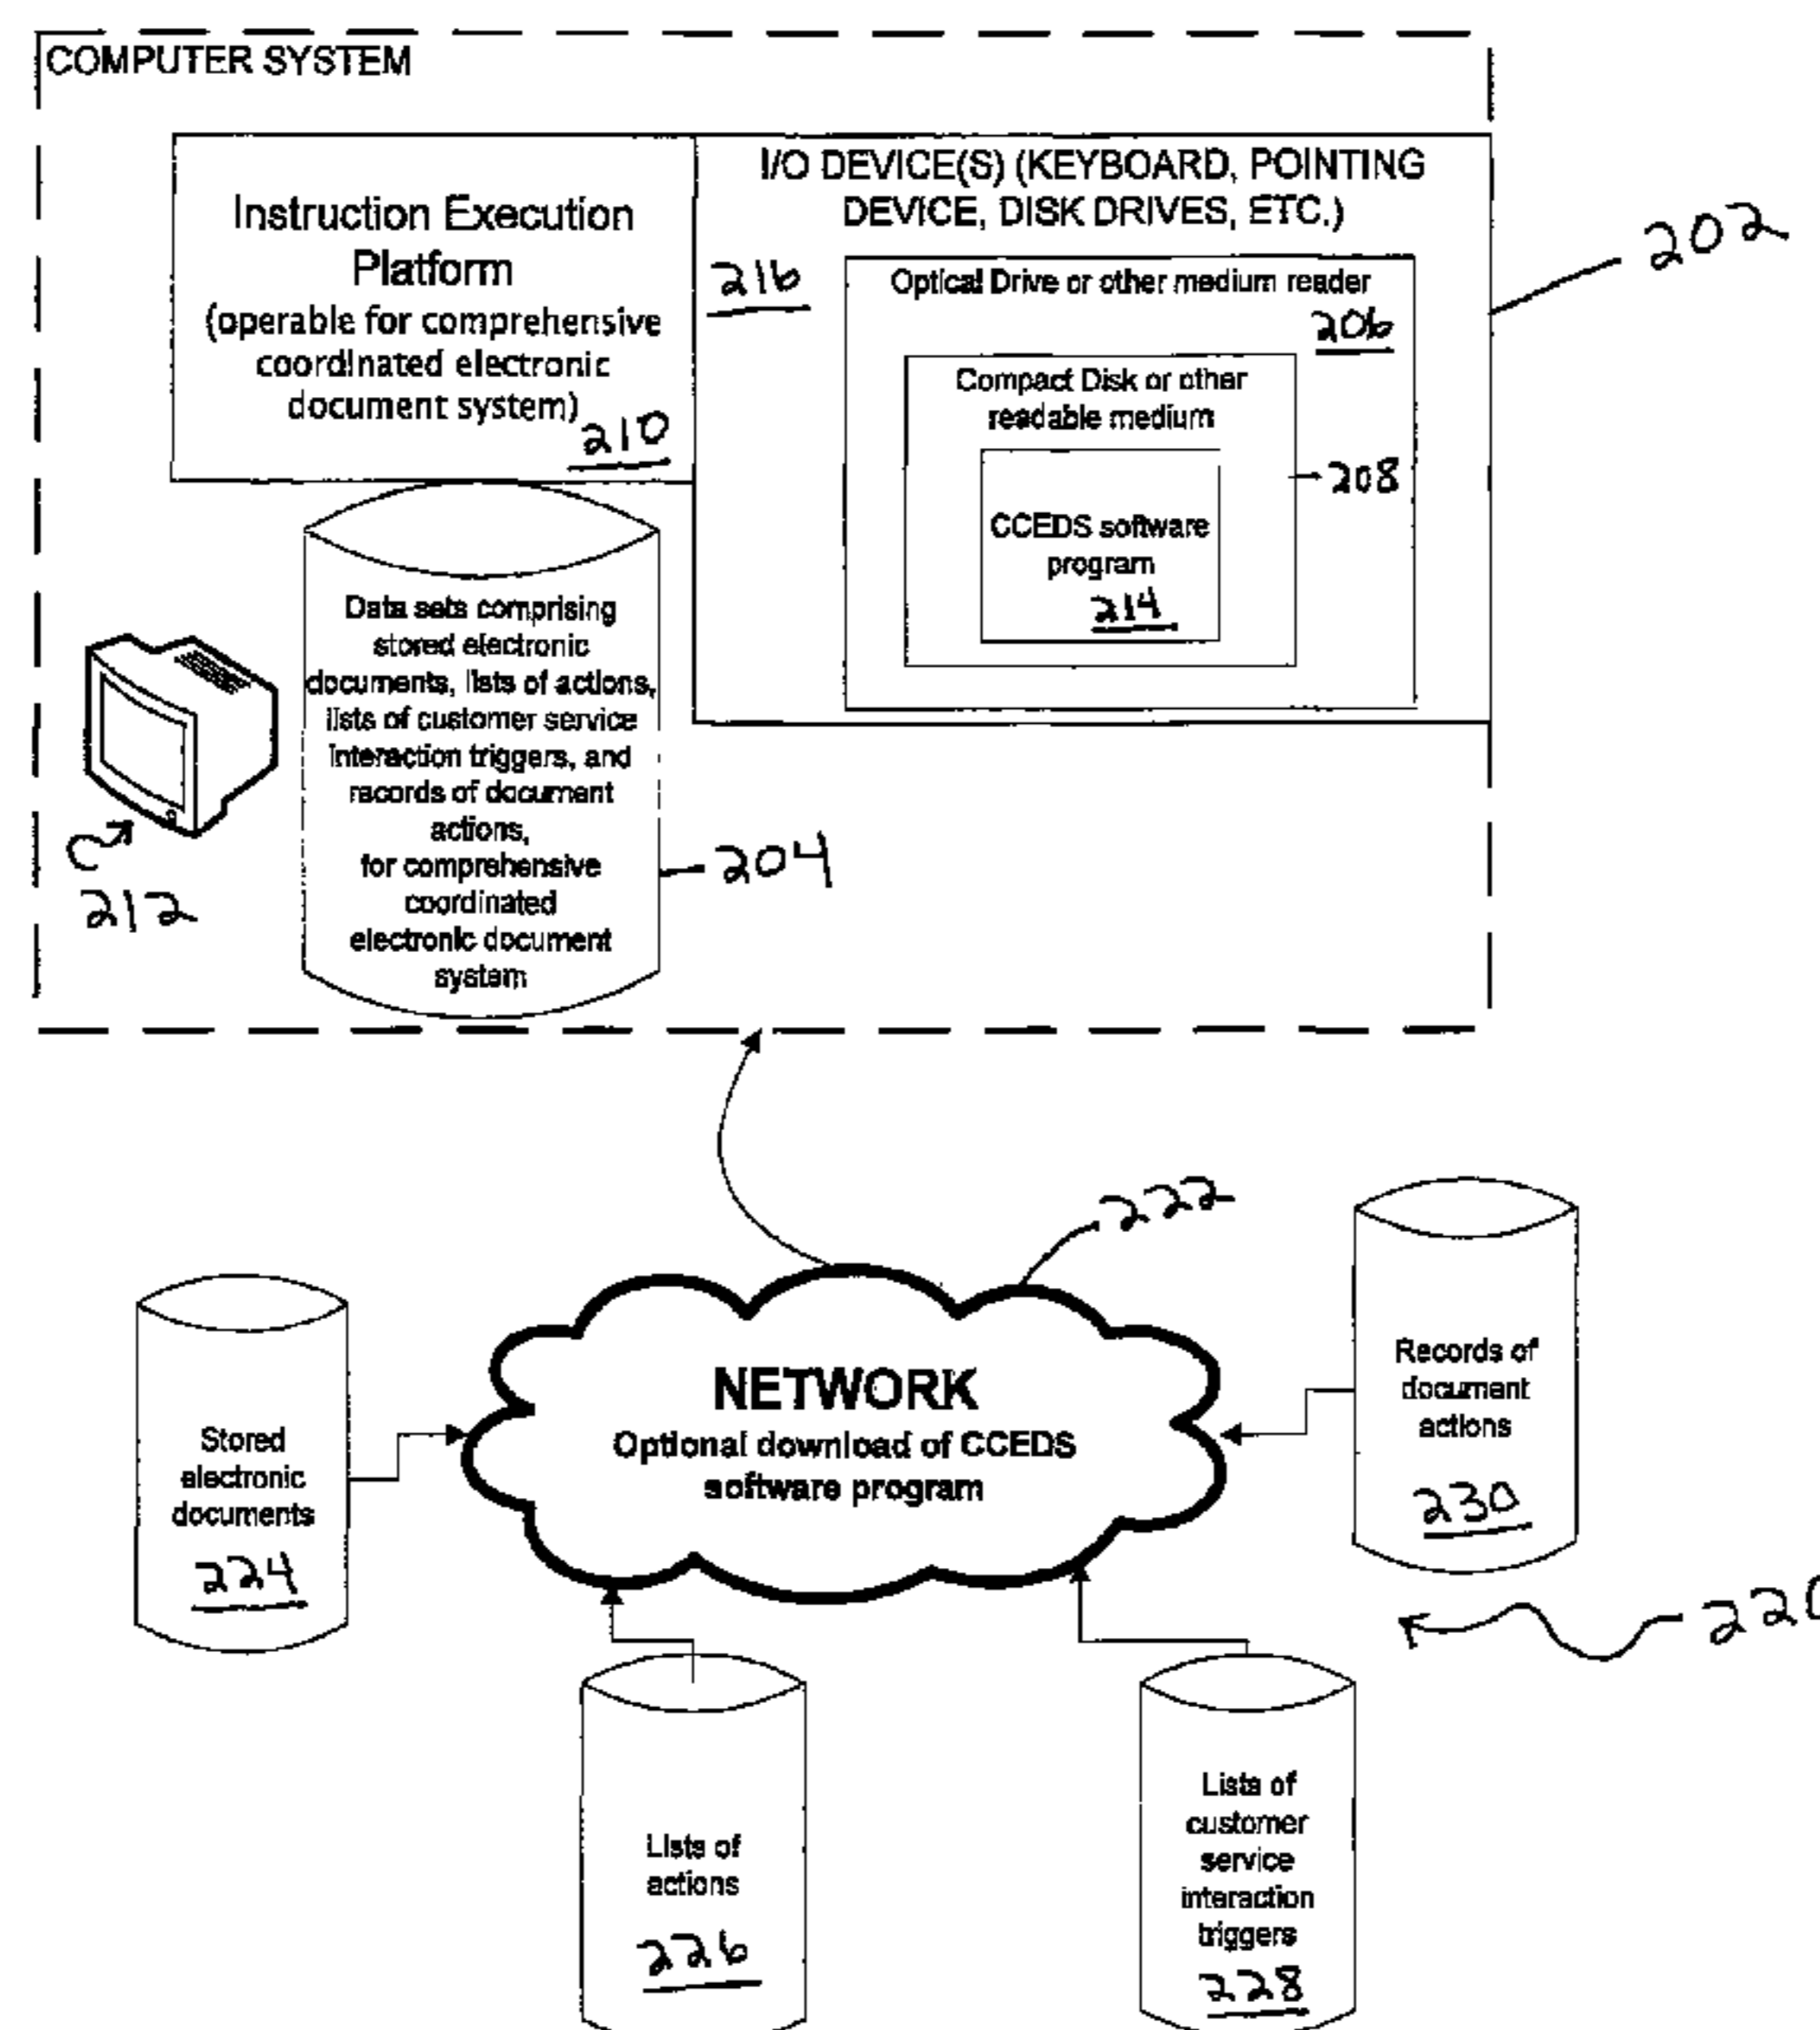 COMPUTER SYSTEM
Instruction Execution
Platform
(operable for comprehensive
coordinated electronic
document system)
210
I/O DEVICE(S) (KEYBOARD, POINTING
DEVICE, DISK DRIVES, ETC.)
216
Optical Drive or other medium reader
206
Compact Disk or other
readable medium
208
CCEDS software
program
214
202
Data sets comprising
stored electronic
documents, lists of actions,
lists of customer service
interaction triggers, and
records of document
actions,
for comprehensive
coordinated
electronic document
system
204
212
222
NETWORK
Optional download of CCEDS
software program
Stored
electronic
documents
224
Records of
document
actions
230
220
Lists of
actions
226
Lists of
customer
service
interaction
triggers
228